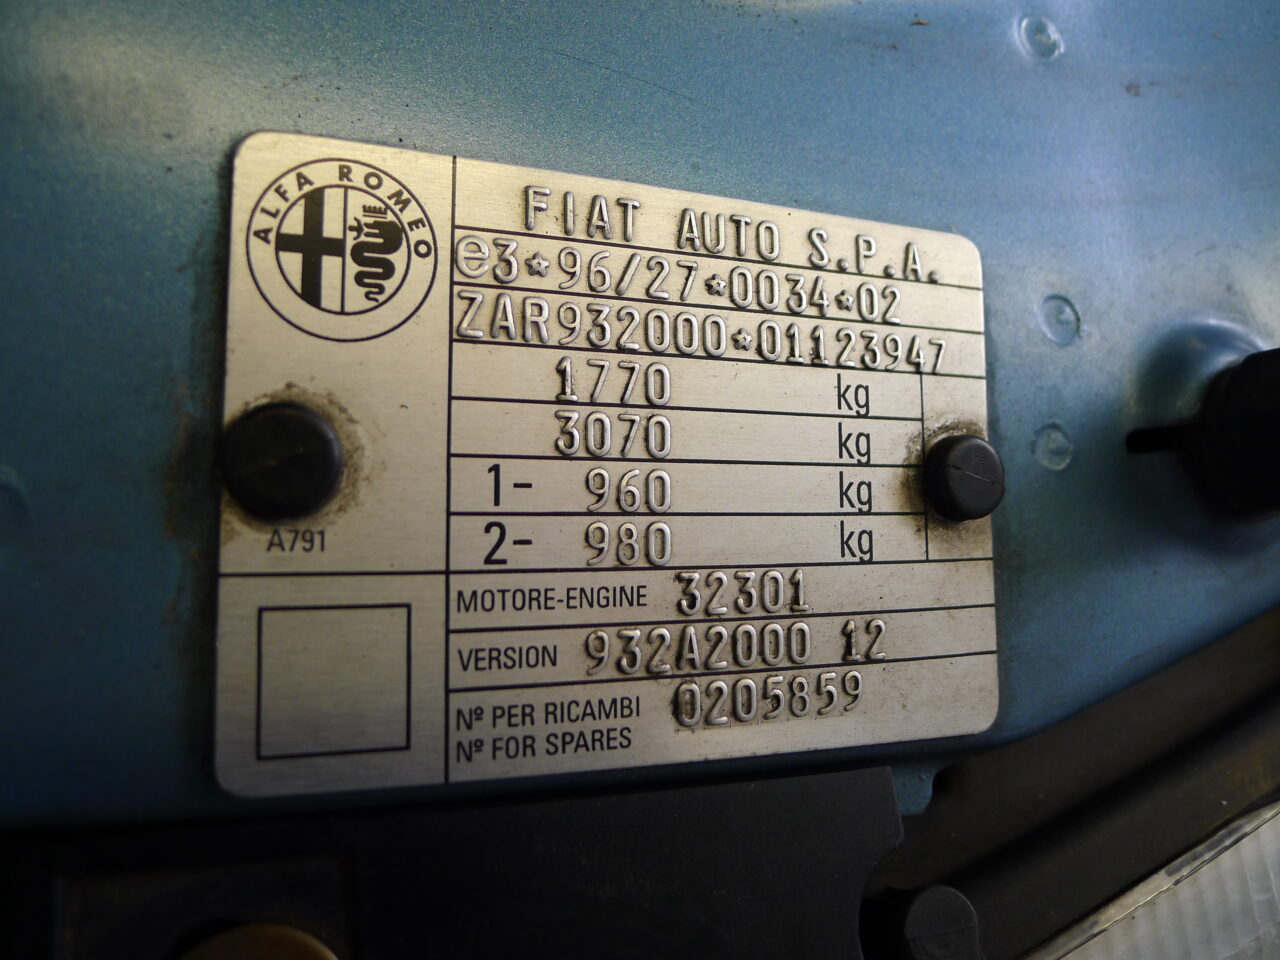 ALFA ROMEO
FIAT AUTO S.P.A.
e3*96/27*0034*02
ZAR932000*01123947
1770 kg
3070 kg
1- 960 kg
2- 980 kg
A791
MOTORE-ENGINE 32301
VERSION 932A2000 12
Nº PER RICAMBI
Nº FOR SPARES
0205859